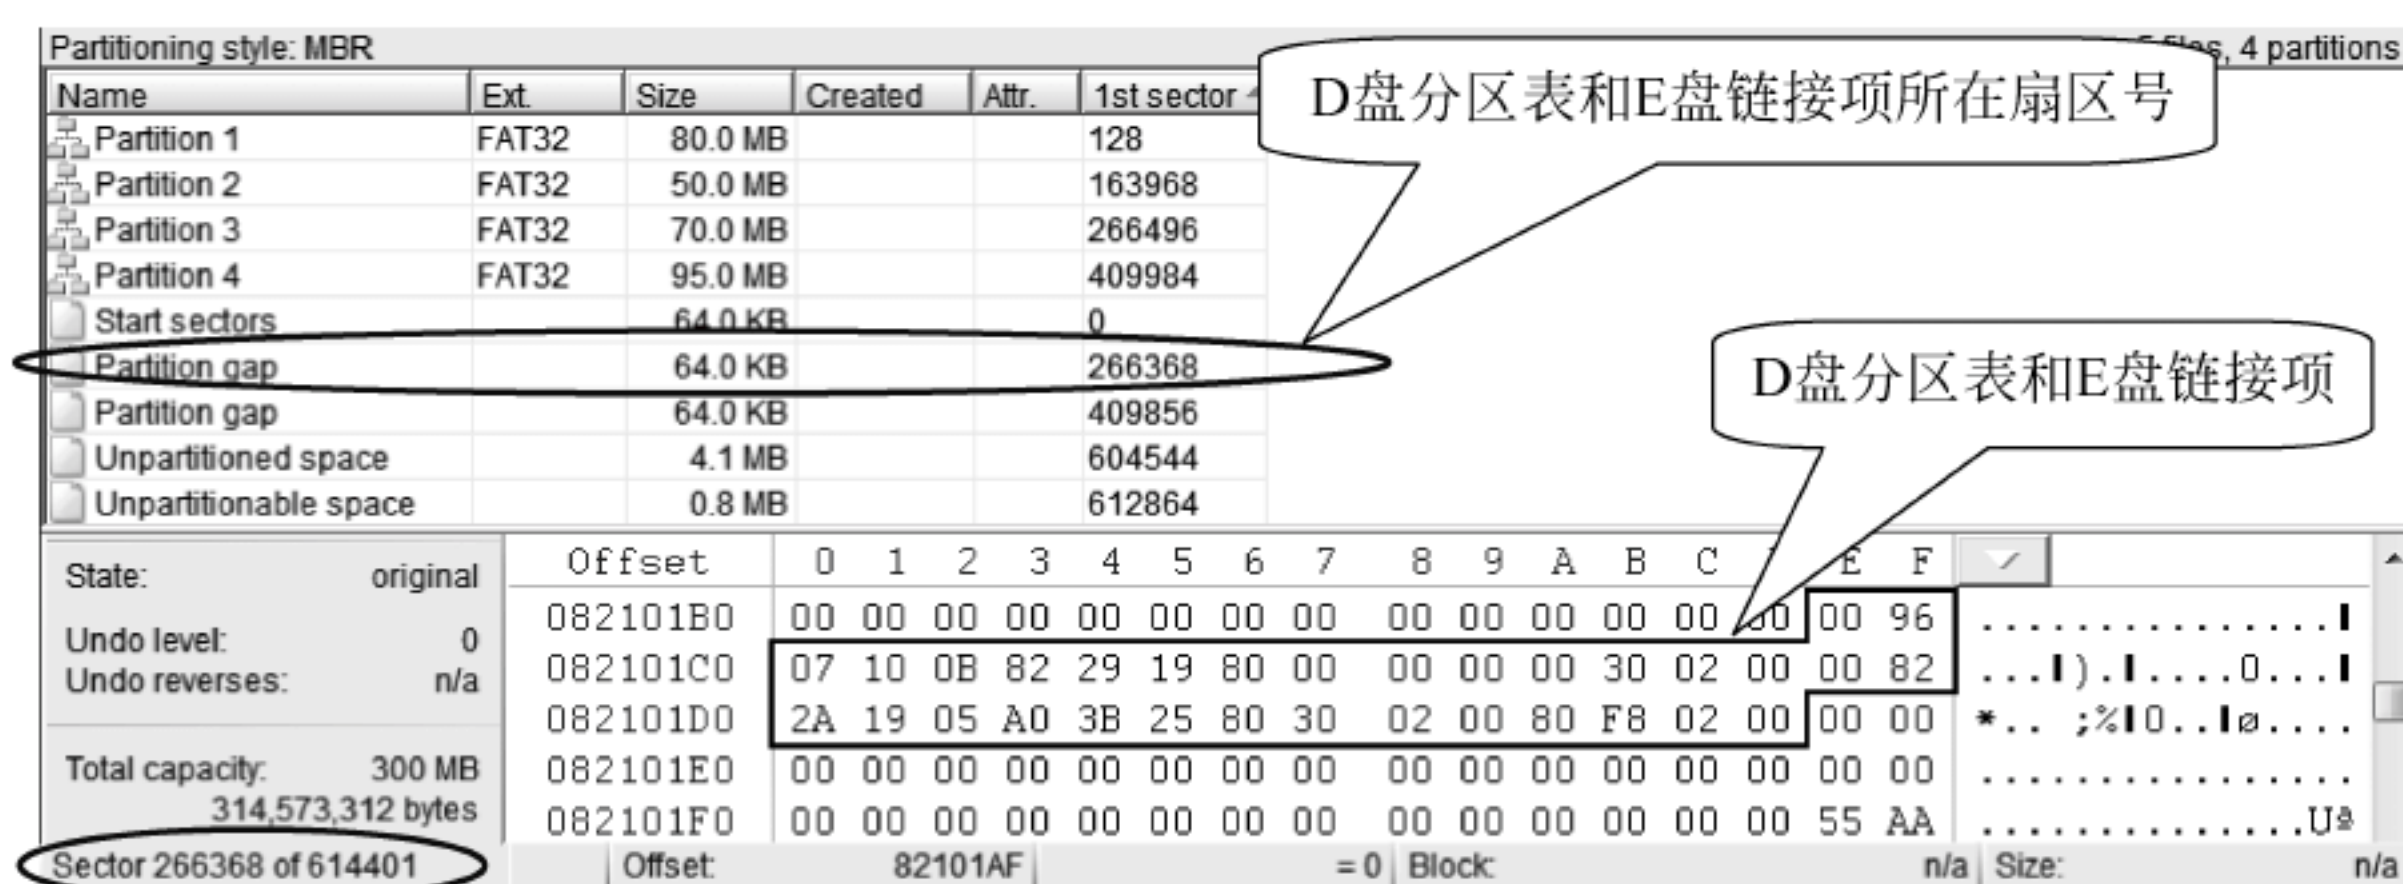 Partitioning style: MBR
s, 4 partitions
D盘分区表和E盘链接项所在扇区号
Name Ext. Size Created Attr. 1st sector
Partition 1 FAT32 80.0 MB 128
Partition 2 FAT32 50.0 MB 163968
Partition 3 FAT32 70.0 MB 266496
Partition 4 FAT32 95.0 MB 409984
Start sectors 64.0 KB 0
Partition gap 64.0 KB 266368
Partition gap 64.0 KB 409856
Unpartitioned space 4.1 MB 604544
Unpartitionable space 0.8 MB 612864
D盘分区表和E盘链接项
State: original
Undo level: 0
Undo reverses: n/a
Total capacity: 300 MB
314,573,312 bytes
Offset 0 1 2 3 4 5 6 7 8 9 A B C E F
082101B0 00 00 00 00 00 00 00 00 00 00 00 00 00 00 00 96 ...............▌
082101C0 07 10 0B 82 29 19 80 00 00 00 00 30 02 00 00 82 ...▌).▌....0...▌
082101D0 2A 19 05 A0 3B 25 80 30 02 00 80 F8 02 00 00 00 *.. ;%▌0..▌ø....
082101E0 00 00 00 00 00 00 00 00 00 00 00 00 00 00 00 00 ................
082101F0 00 00 00 00 00 00 00 00 00 00 00 00 00 00 55 AA ..............Uª
Sector 266368 of 614401 Offset: 82101AF = 0 Block: n/a Size: n/a